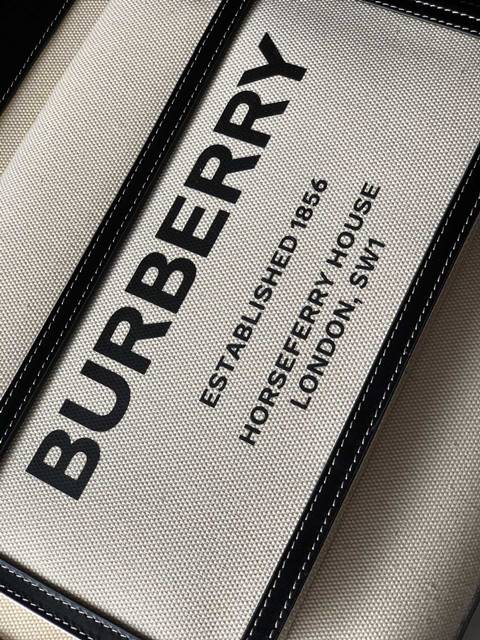 BURBERRY
ESTABLISHED 1856
HORSEFERRY HOUSE
LONDON, SW1